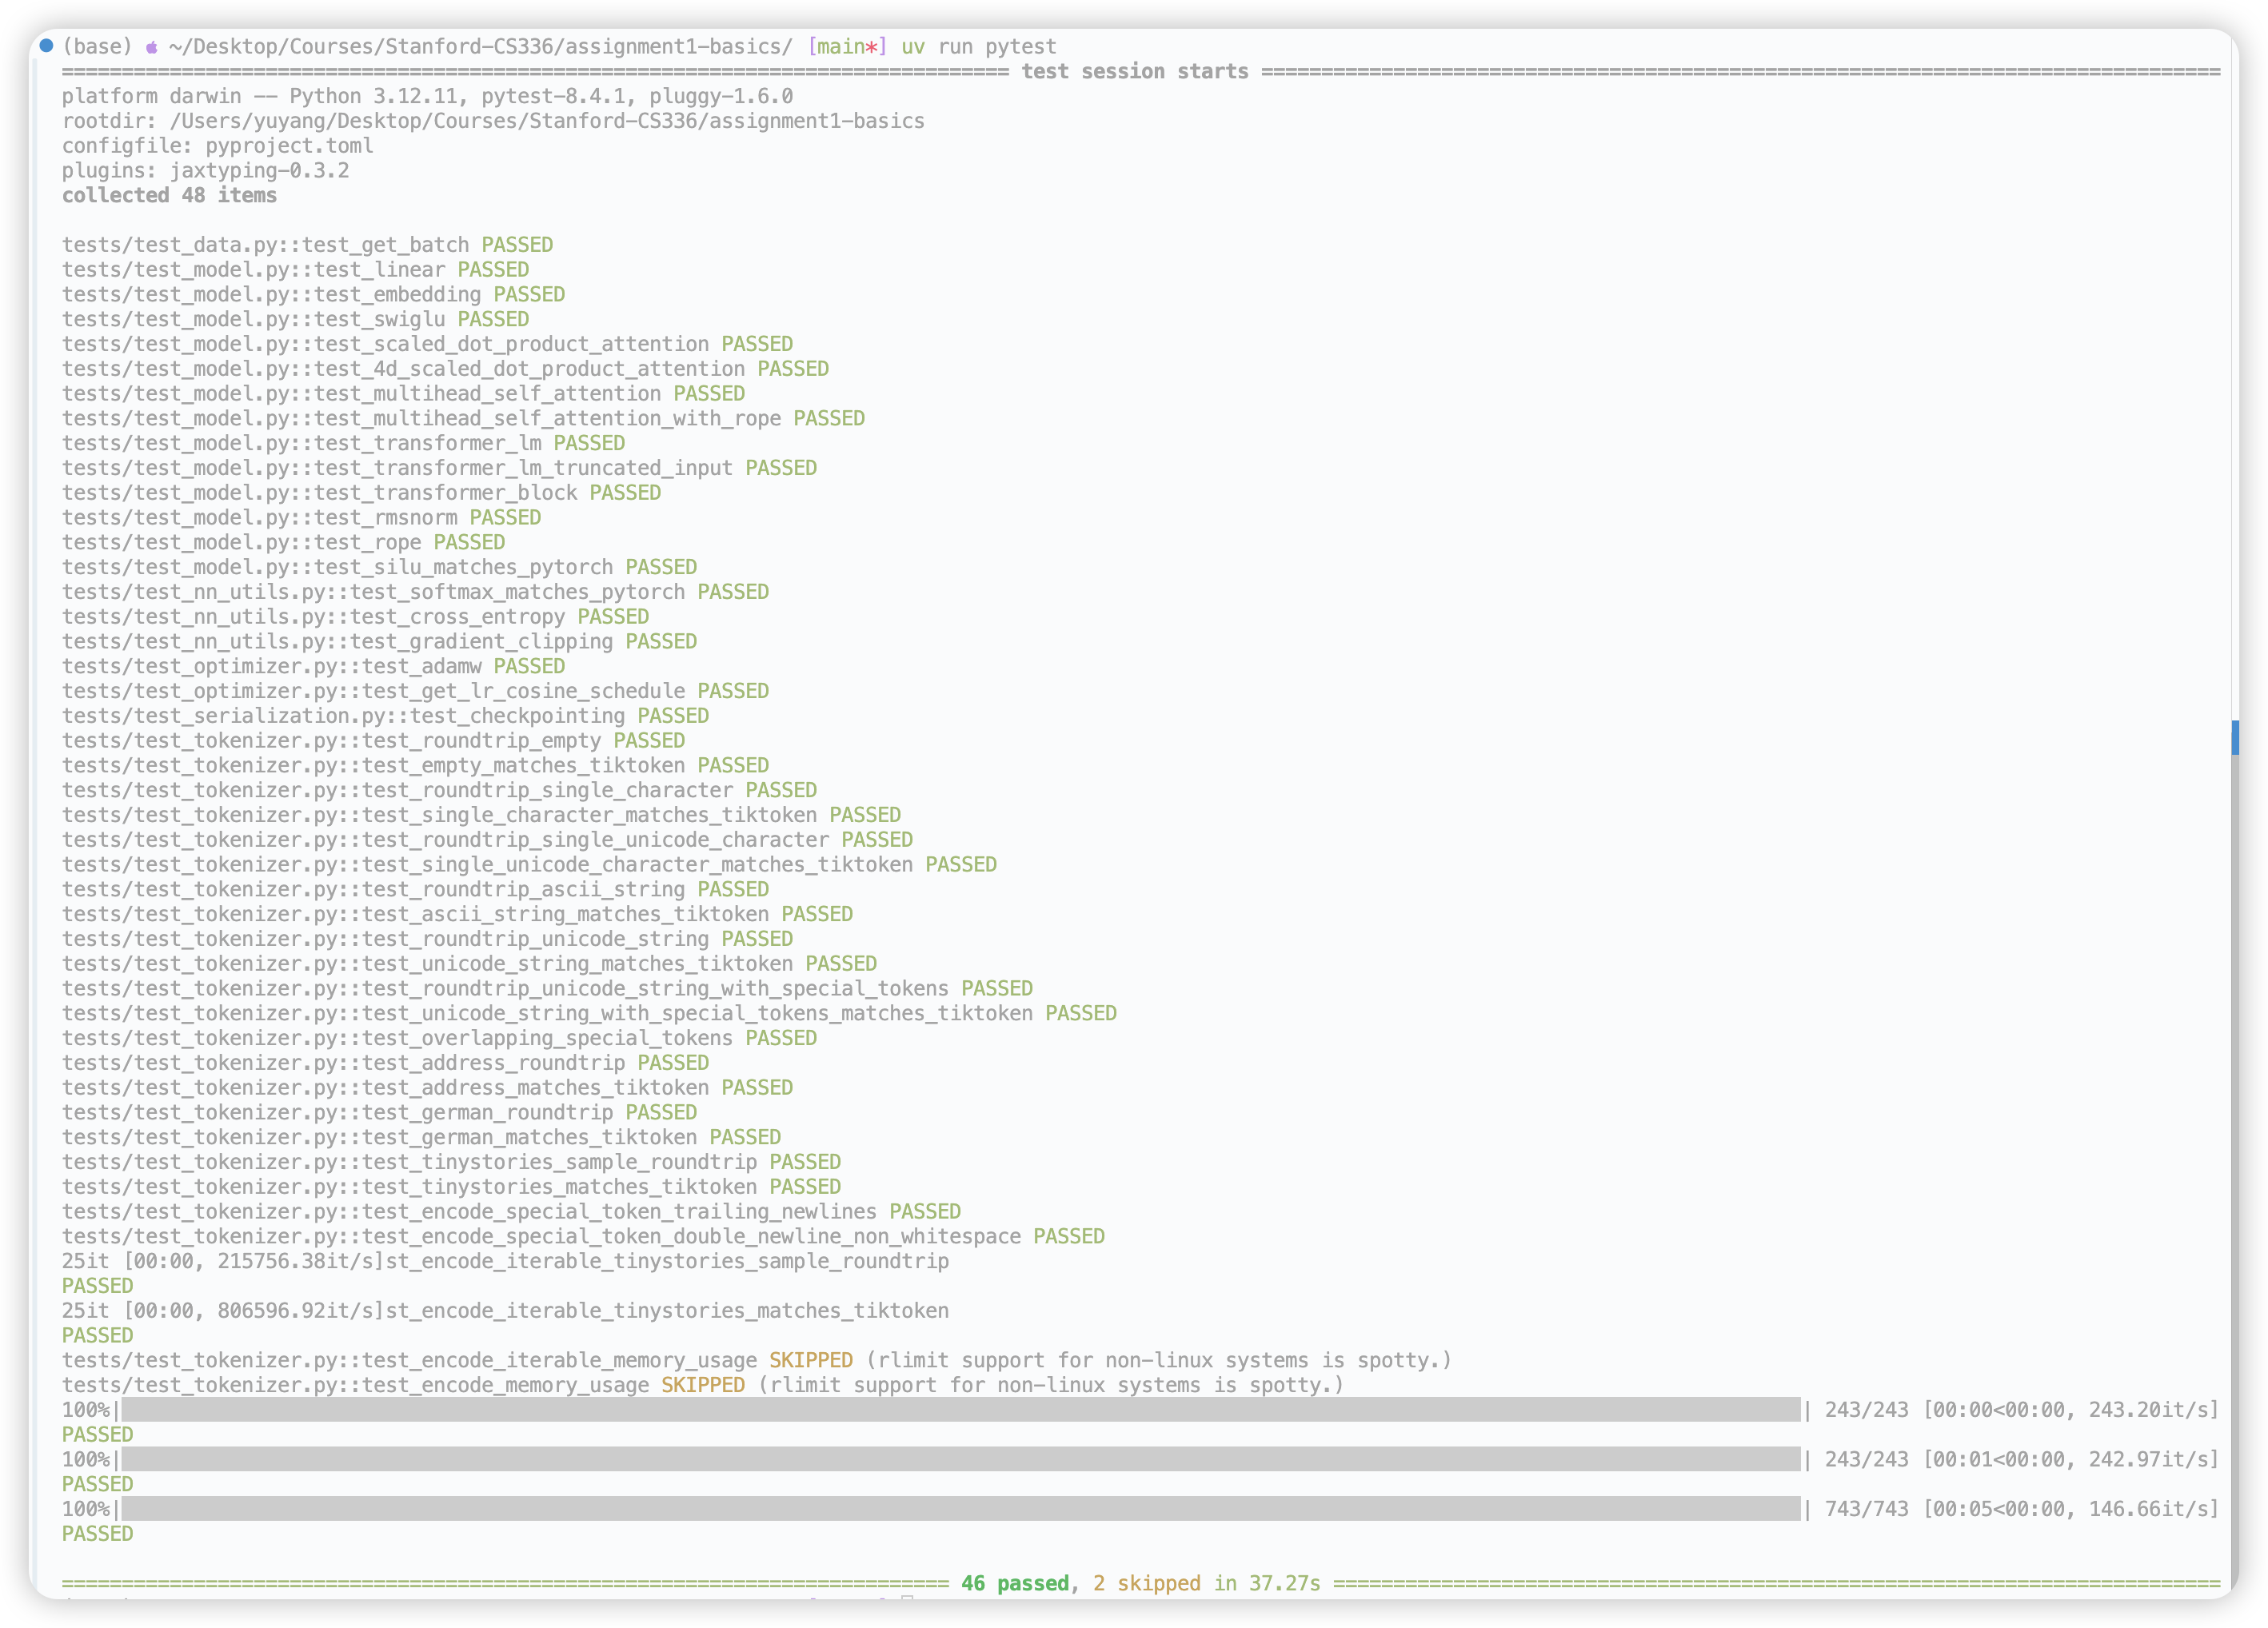 (base)  ~/Desktop/Courses/Stanford-CS336/assignment1-basics/ [main*] uv run pytest
=============================================================================== test session starts ================================================================================
platform darwin -- Python 3.12.11, pytest-8.4.1, pluggy-1.6.0
rootdir: /Users/yuyang/Desktop/Courses/Stanford-CS336/assignment1-basics
configfile: pyproject.toml
plugins: jaxtyping-0.3.2
collected 48 items
tests/test_data.py::test_get_batch PASSED
tests/test_model.py::test_linear PASSED
tests/test_model.py::test_embedding PASSED
tests/test_model.py::test_swiglu PASSED
tests/test_model.py::test_scaled_dot_product_attention PASSED
tests/test_model.py::test_4d_scaled_dot_product_attention PASSED
tests/test_model.py::test_multihead_self_attention PASSED
tests/test_model.py::test_multihead_self_attention_with_rope PASSED
tests/test_model.py::test_transformer_lm PASSED
tests/test_model.py::test_transformer_lm_truncated_input PASSED
tests/test_model.py::test_transformer_block PASSED
tests/test_model.py::test_rmsnorm PASSED
tests/test_model.py::test_rope PASSED
tests/test_model.py::test_silu_matches_pytorch PASSED
tests/test_nn_utils.py::test_softmax_matches_pytorch PASSED
tests/test_nn_utils.py::test_cross_entropy PASSED
tests/test_nn_utils.py::test_gradient_clipping PASSED
tests/test_optimizer.py::test_adamw PASSED
tests/test_optimizer.py::test_get_lr_cosine_schedule PASSED
tests/test_serialization.py::test_checkpointing PASSED
tests/test_tokenizer.py::test_roundtrip_empty PASSED
tests/test_tokenizer.py::test_empty_matches_tiktoken PASSED
tests/test_tokenizer.py::test_roundtrip_single_character PASSED
tests/test_tokenizer.py::test_single_character_matches_tiktoken PASSED
tests/test_tokenizer.py::test_roundtrip_single_unicode_character PASSED
tests/test_tokenizer.py::test_single_unicode_character_matches_tiktoken PASSED
tests/test_tokenizer.py::test_roundtrip_ascii_string PASSED
tests/test_tokenizer.py::test_ascii_string_matches_tiktoken PASSED
tests/test_tokenizer.py::test_roundtrip_unicode_string PASSED
tests/test_tokenizer.py::test_unicode_string_matches_tiktoken PASSED
tests/test_tokenizer.py::test_roundtrip_unicode_string_with_special_tokens PASSED
tests/test_tokenizer.py::test_unicode_string_with_special_tokens_matches_tiktoken PASSED
tests/test_tokenizer.py::test_overlapping_special_tokens PASSED
tests/test_tokenizer.py::test_address_roundtrip PASSED
tests/test_tokenizer.py::test_address_matches_tiktoken PASSED
tests/test_tokenizer.py::test_german_roundtrip PASSED
tests/test_tokenizer.py::test_german_matches_tiktoken PASSED
tests/test_tokenizer.py::test_tinystories_sample_roundtrip PASSED
tests/test_tokenizer.py::test_tinystories_matches_tiktoken PASSED
tests/test_tokenizer.py::test_encode_special_token_trailing_newlines PASSED
tests/test_tokenizer.py::test_encode_special_token_double_newline_non_whitespace PASSED
25it [00:00, 215756.38it/s]st_encode_iterable_tinystories_sample_roundtrip
PASSED
25it [00:00, 806596.92it/s]st_encode_iterable_tinystories_matches_tiktoken
PASSED
tests/test_tokenizer.py::test_encode_iterable_memory_usage SKIPPED (rlimit support for non-linux systems is spotty.)
tests/test_tokenizer.py::test_encode_memory_usage SKIPPED (rlimit support for non-linux systems is spotty.)
100%| | 243/243 [00:00<00:00, 243.20it/s]
PASSED
100%| | 243/243 [00:01<00:00, 242.97it/s]
PASSED
100%| | 743/743 [00:05<00:00, 146.66it/s]
PASSED
========================================================================== 46 passed, 2 skipped in 37.27s ==========================================================================